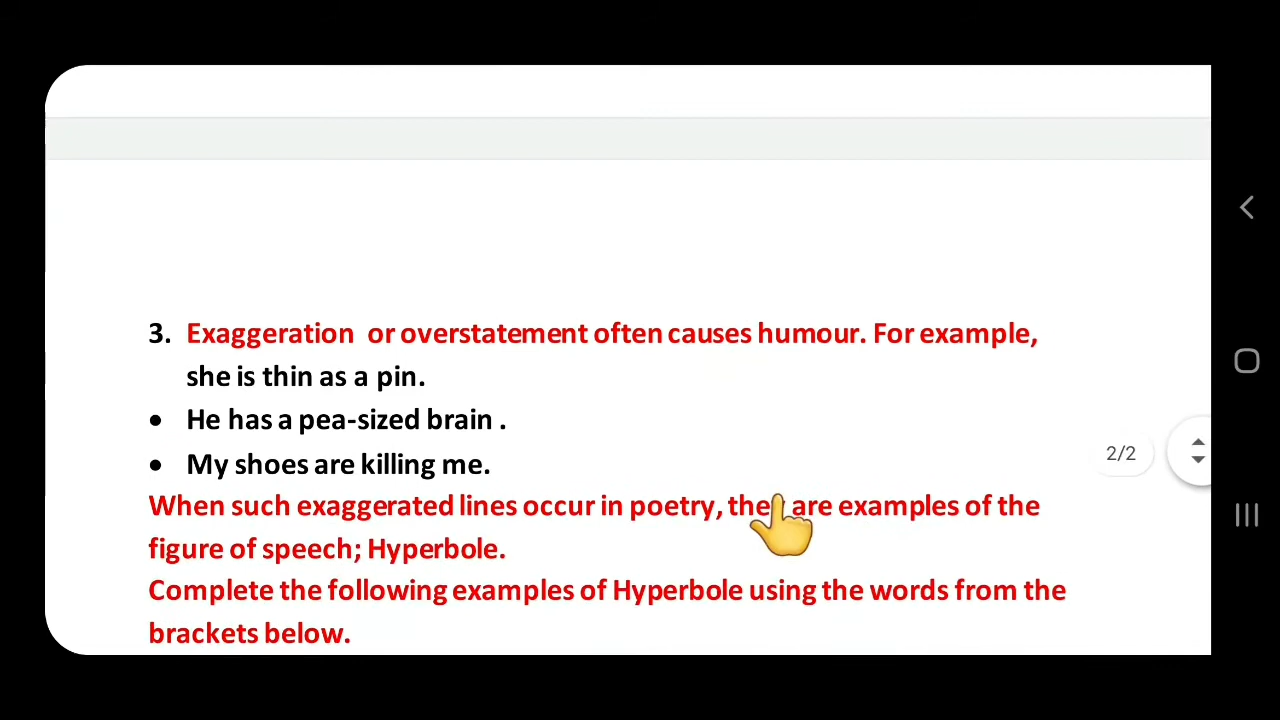 3. Exaggeration or overstatement often causes humour. For example,
she is thin as a pin.
• He has a pea-sized brain .
• My shoes are killing me.
2/2
When such exaggerated lines occur in poetry, they are examples of the
figure of speech; Hyperbole.
Complete the following examples of Hyperbole using the words from the
brackets below.